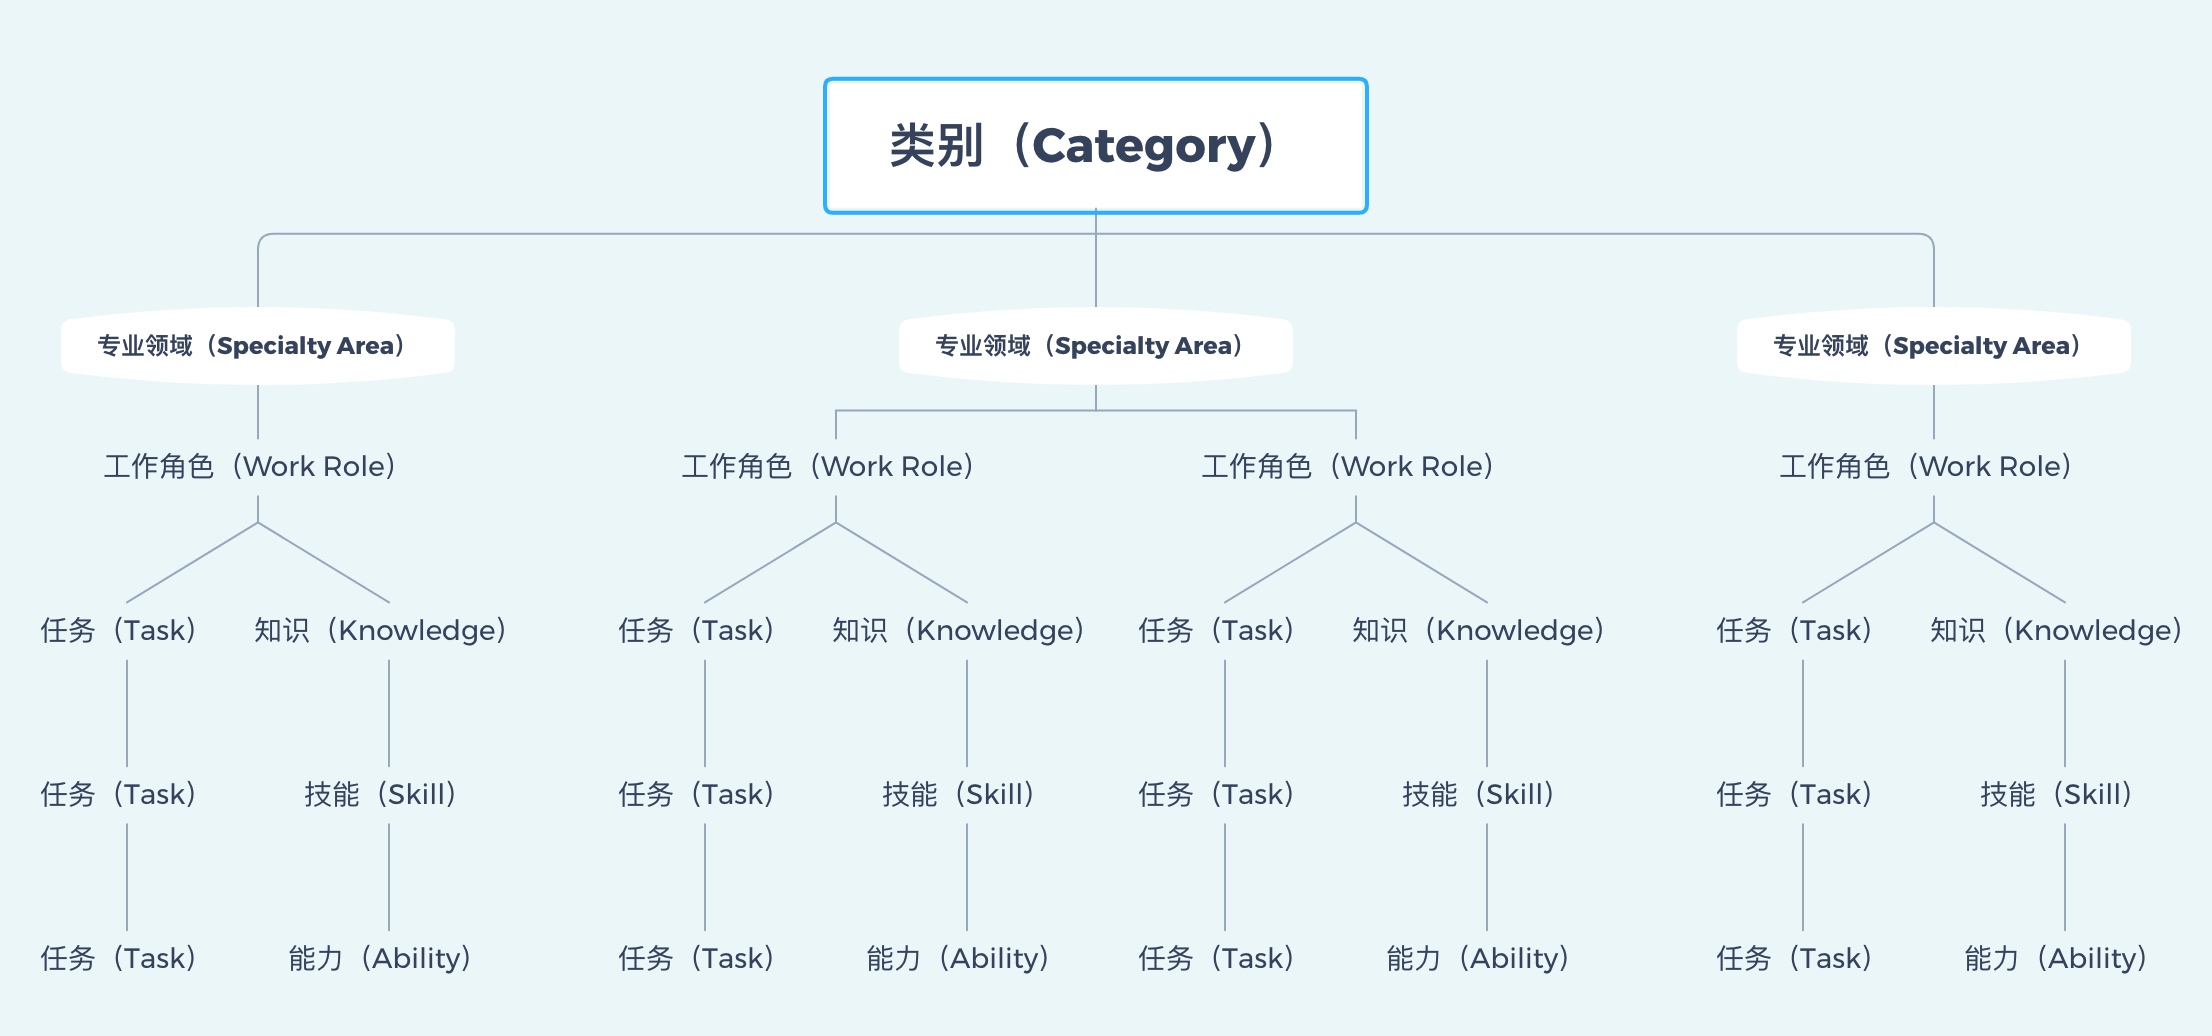 类别（Category）
专业领域（Specialty Area）
专业领域（Specialty Area）
专业领域（Specialty Area）
工作角色（Work Role）
工作角色（Work Role）
工作角色（Work Role）
工作角色（Work Role）
任务（Task）
知识（Knowledge）
任务（Task）
知识（Knowledge）
任务（Task）
知识（Knowledge）
任务（Task）
知识（Knowledge）
任务（Task）
技能（Skill）
任务（Task）
技能（Skill）
任务（Task）
技能（Skill）
任务（Task）
技能（Skill）
任务（Task）
能力（Ability）
任务（Task）
能力（Ability）
任务（Task）
能力（Ability）
任务（Task）
能力（Ability）